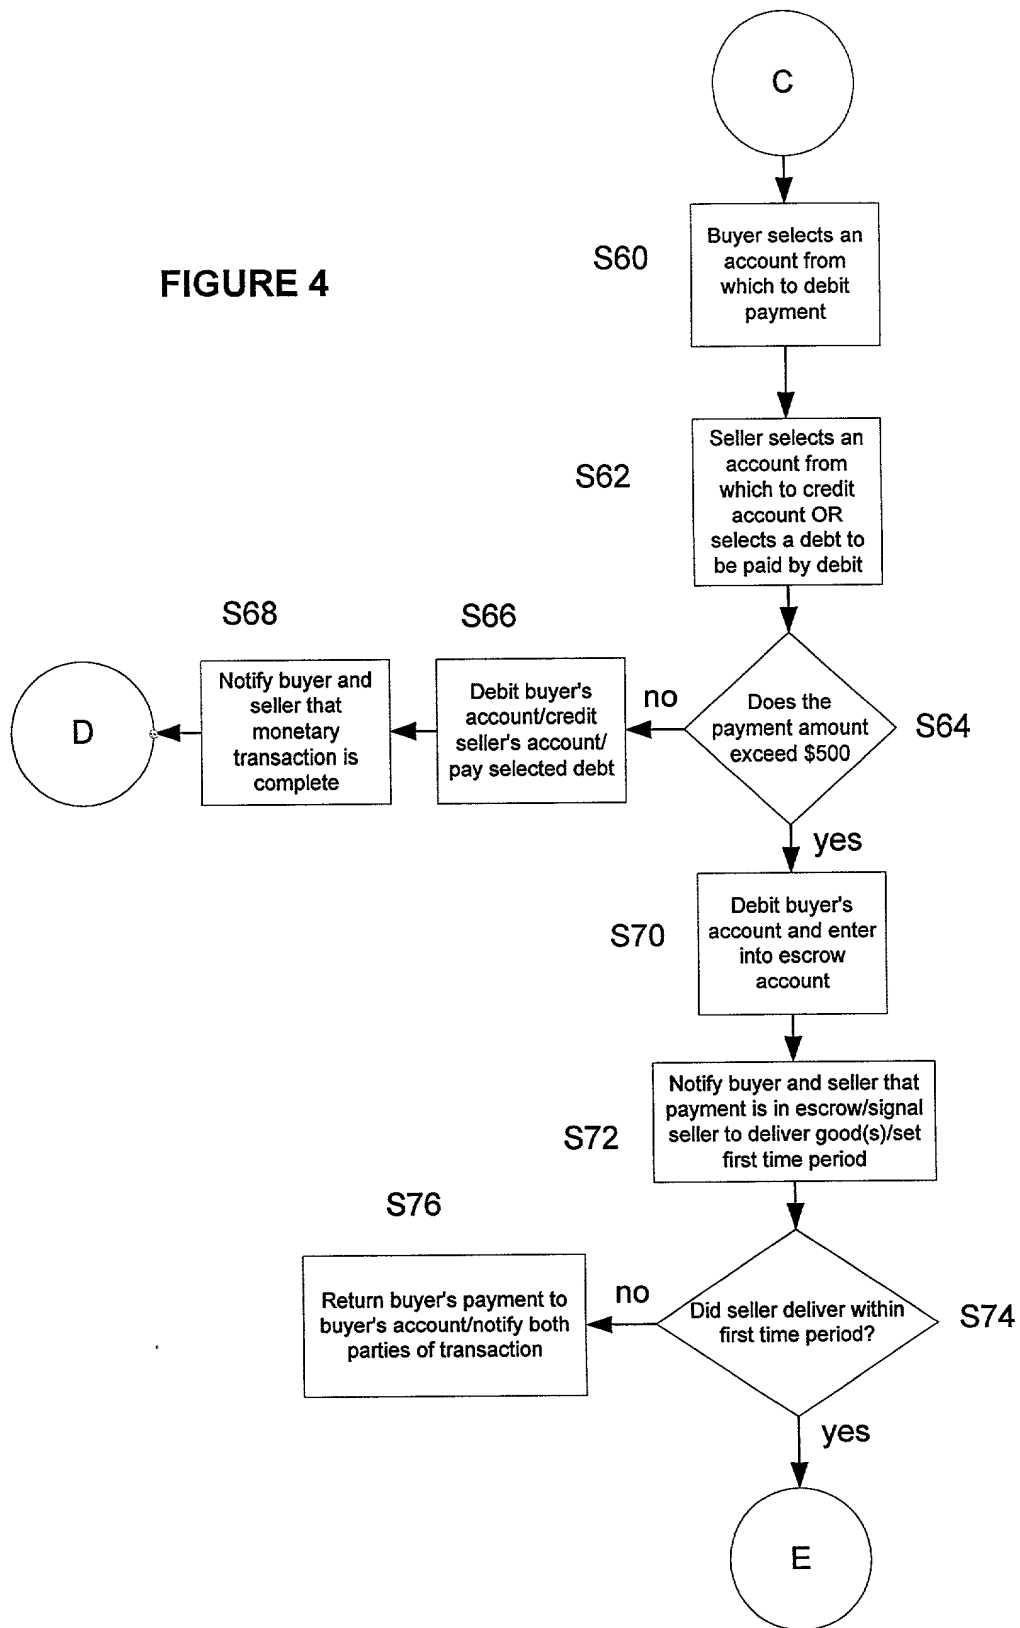 C
S60
Buyer selects an
account from
which to debit
payment
FIGURE 4
S62
Seller selects an
account from
which to credit
account OR
selects a debt to
be paid by debit
S68
S66
D
Notify buyer and
seller that
monetary
transaction is
complete
Debit buyer's
account/credit
seller's account/
pay selected debt
no
Does the
payment amount
exceed $500
S64
yes
S70
Debit buyer's
account and enter
into escrow
account
S72
Notify buyer and seller that
payment is in escrow/signal
seller to deliver good(s)/set
first time period
S76
Return buyer's payment to
buyer's account/notify both
parties of transaction
no
Did seller deliver within
first time period?
S74
yes
E